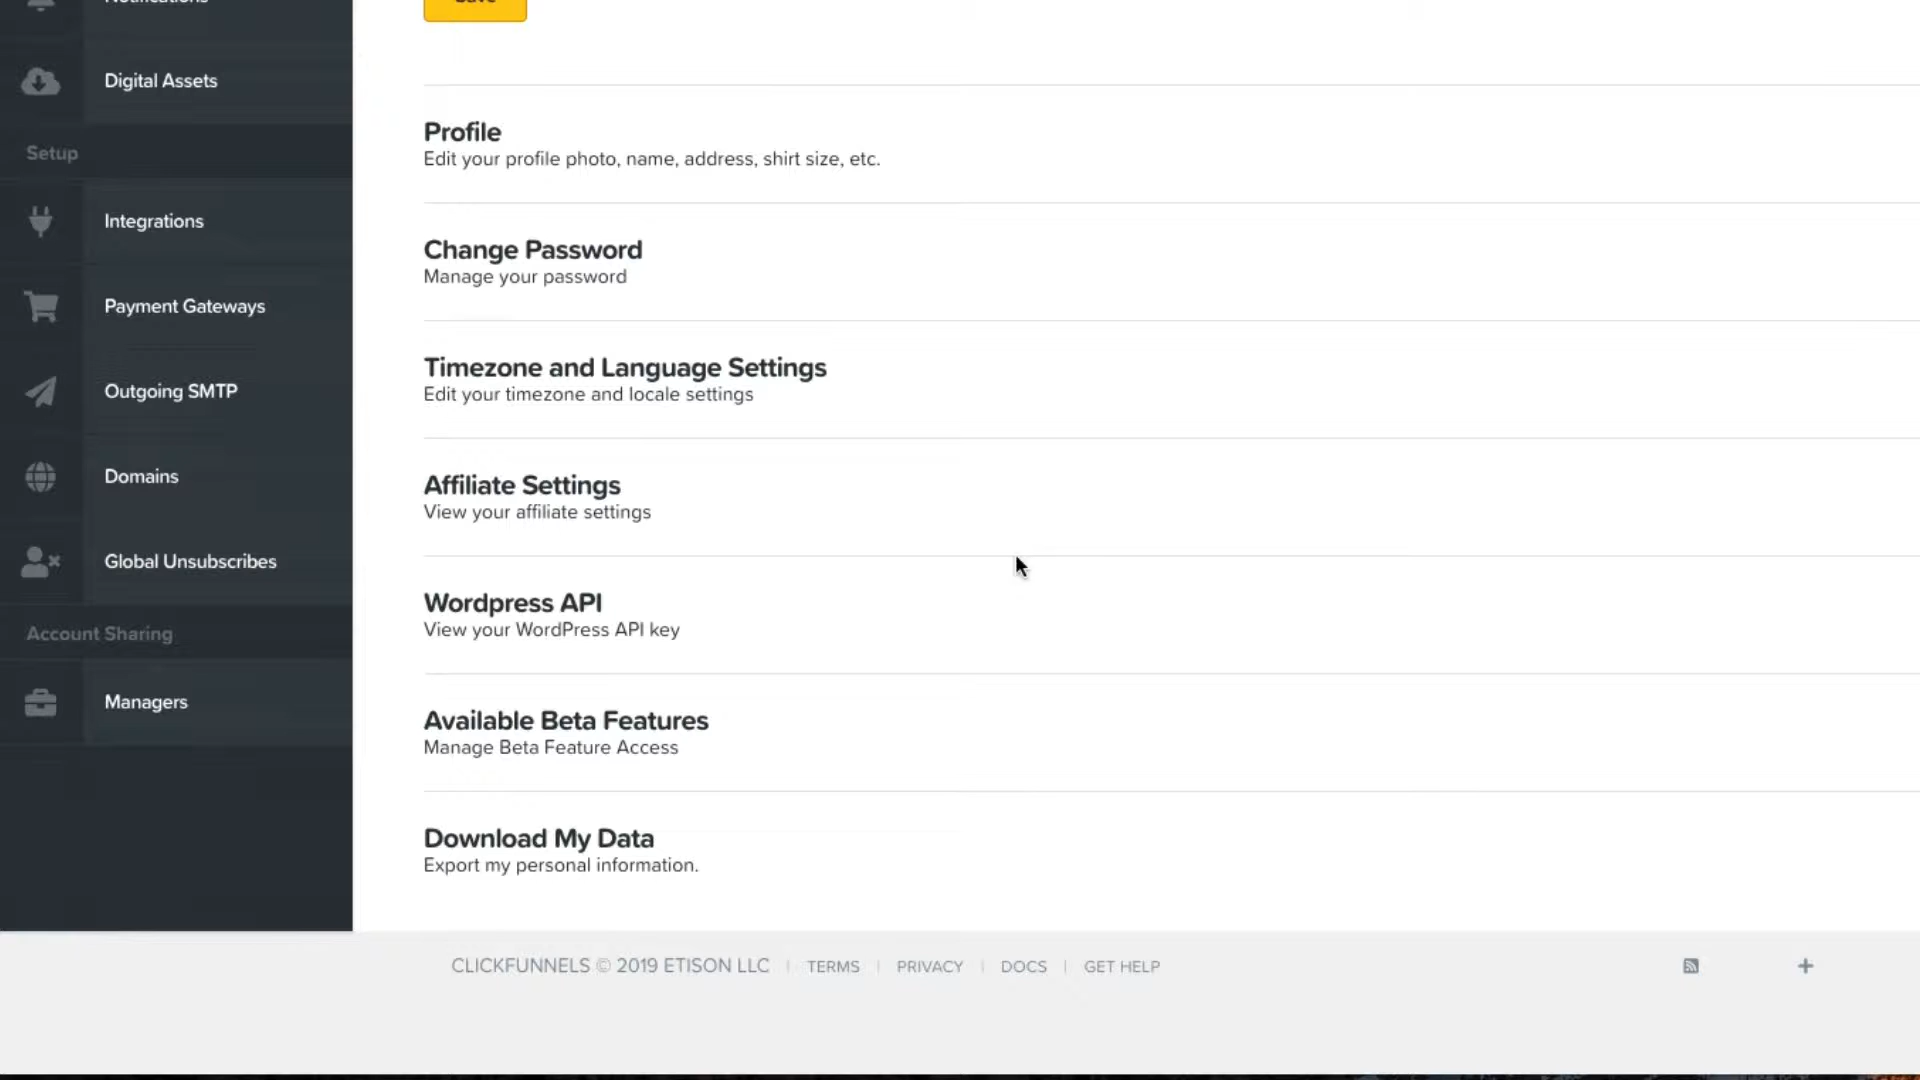 Notifications
Save
Digital Assets
Setup
Integrations
Payment Gateways
Outgoing SMTP
Domains
Global Unsubscribes
Account Sharing
Managers
Profile
Edit your profile photo, name, address, shirt size, etc.
Change Password
Manage your password
Timezone and Language Settings
Edit your timezone and locale settings
Affiliate Settings
View your affiliate settings
Wordpress API
View your WordPress API key
Available Beta Features
Manage Beta Feature Access
Download My Data
Export my personal information.
CLICKFUNNELS © 2019 ETISON LLC | TERMS | PRIVACY | DOCS | GET HELP